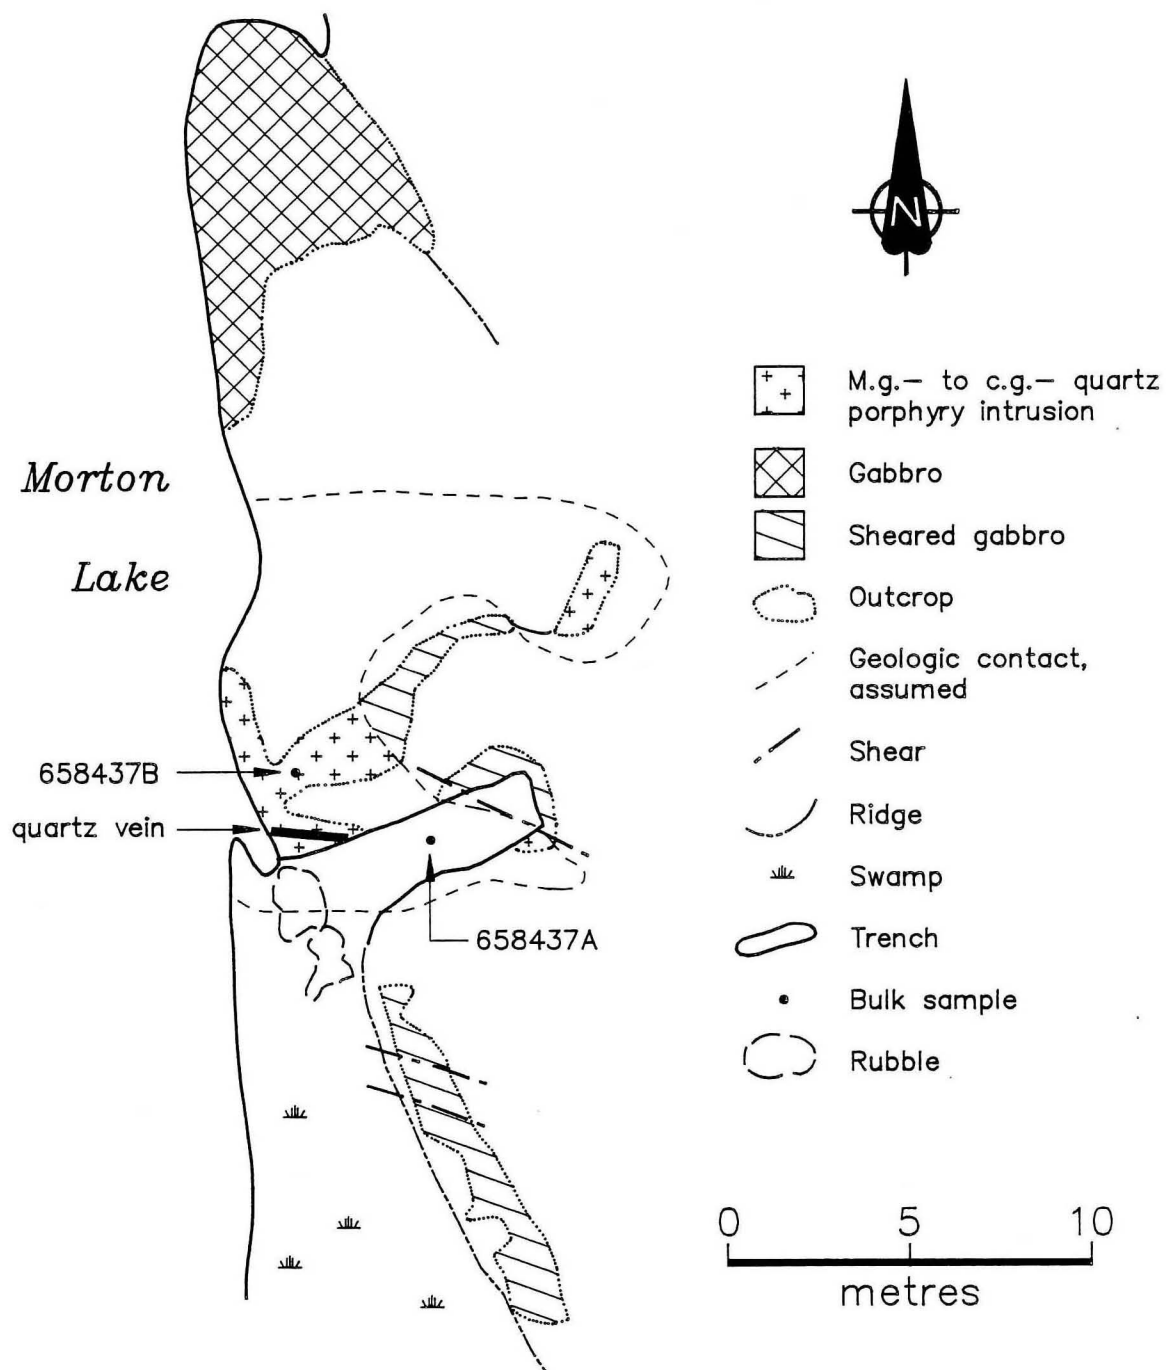 N
M.g.– to c.g.– quartz
porphyry intrusion
Gabbro
Morton
Sheared gabbro
Lake
Outcrop
Geologic contact,
assumed
Shear
658437B
Ridge
quartz vein
Swamp
658437A
Trench
Bulk sample
Rubble
0 5 10
metres